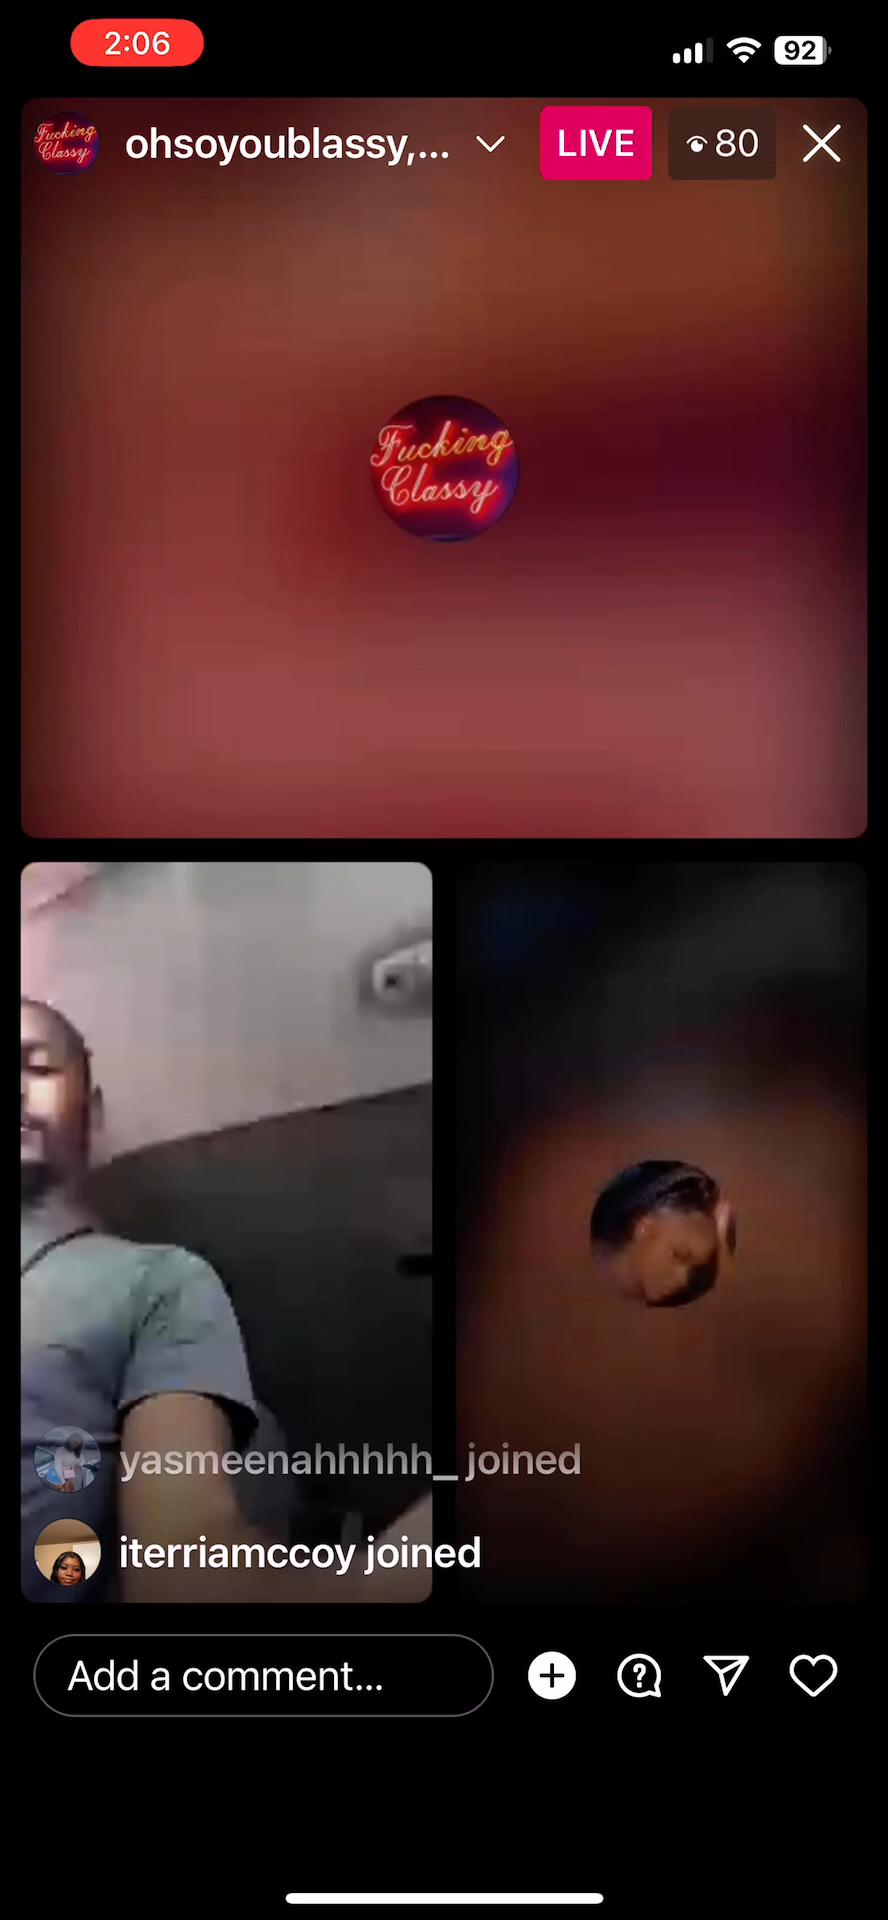 2:06
92
Fucking
Classy
ohsoyoublassy,...
LIVE
80
Fucking
Classy
yasmeenahhhhh_ joined
iterriamccoy joined
Add a comment...